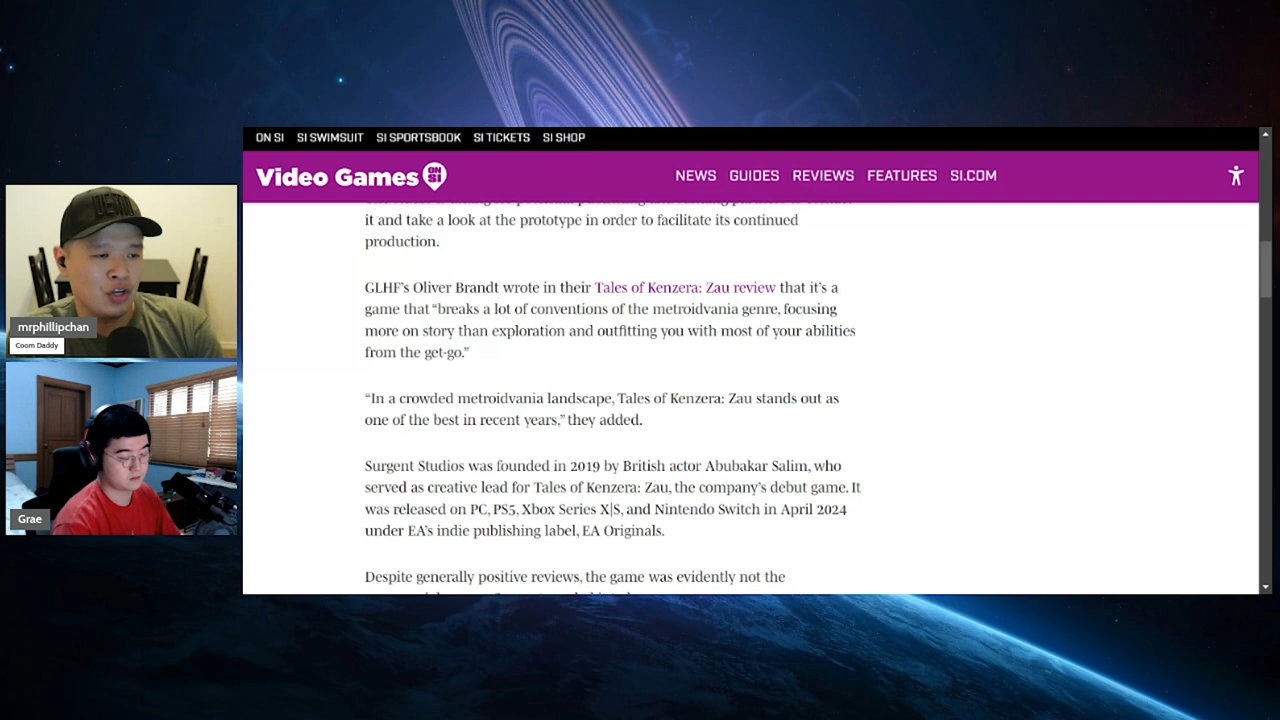 ON SI SI SWIMSUIT SI SPORTSBOOK SI TICKETS SI SHOP
Video Games ON SI NEWS GUIDES REVIEWS FEATURES SI.COM
it and take a look at the prototype in order to facilitate its continued
production.
GLHF’s Oliver Brandt wrote in their Tales of Kenzera: Zau review that it’s a
game that “breaks a lot of conventions of the metroidvania genre, focusing
more on story than exploration and outfitting you with most of your abilities
from the get-go.”
“In a crowded metroidvania landscape, Tales of Kenzera: Zau stands out as
one of the best in recent years,” they added.
Surgent Studios was founded in 2019 by British actor Abubakar Salim, who
served as creative lead for Tales of Kenzera: Zau, the company’s debut game. It
was released on PC, PS5, Xbox Series X|S, and Nintendo Switch in April 2024
under EA’s indie publishing label, EA Originals.
Despite generally positive reviews, the game was evidently not the
mrphillipchan
Coom Daddy
Grae